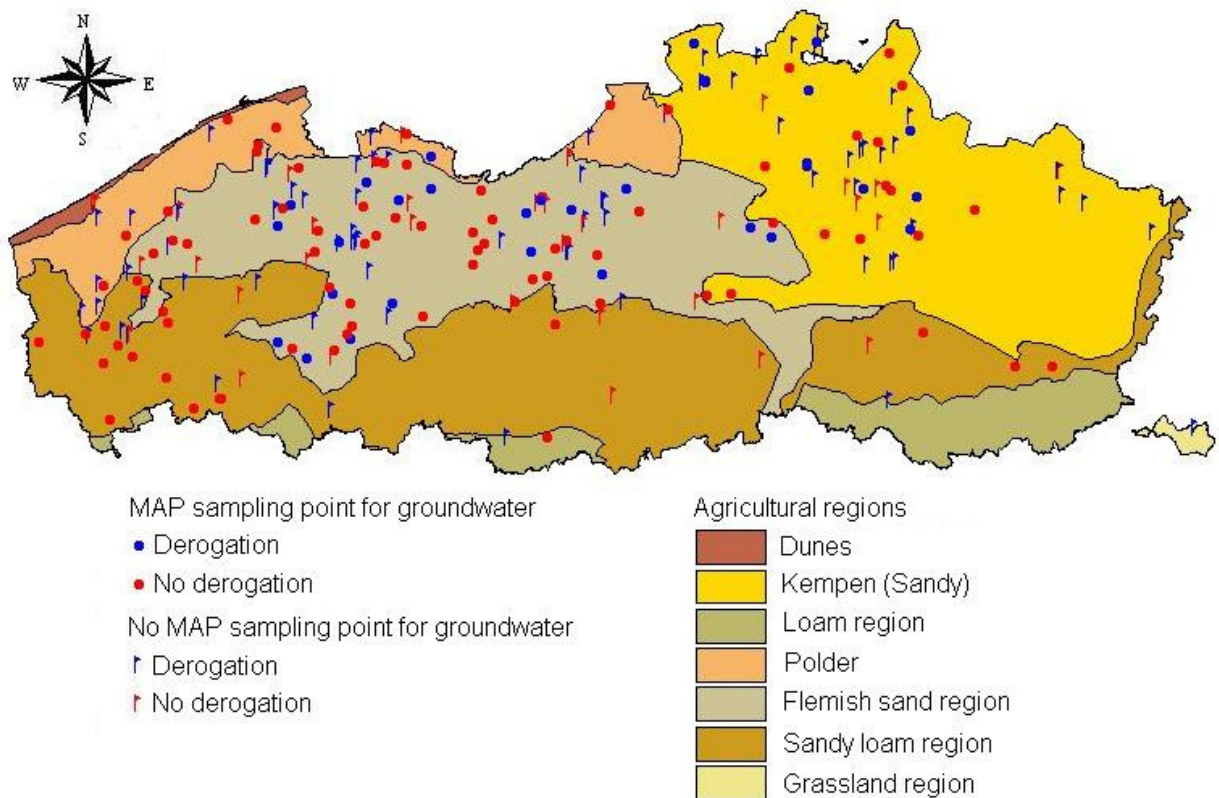 N
W E
S
MAP sampling point for groundwater
Derogation
No derogation
No MAP sampling point for groundwater
Derogation
No derogation
Agricultural regions
Dunes
Kempen (Sandy)
Loam region
Polder
Flemish sand region
Sandy loam region
Grassland region